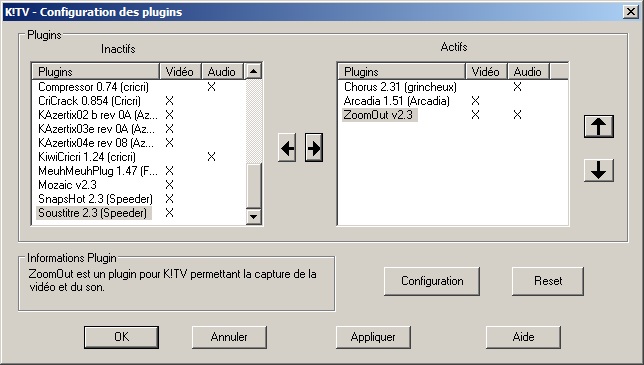 K!TV - Configuration des plugins
Plugins
Inactifs
Actifs
Plugins Vidéo Audio
Compressor 0.74 (cricri) X
CriCrack 0.854 (Cricri) X
KAzertix02 b rev 0A (Az... X
KAzertix03e rev 0A (Az... X
KAzertix04e rev 08 (Az... X
KiwiCricri 1.24 (cricri) X
MeuhMeuhPlug 1.47 (F... X
Mozaic v2.3 X
SnapsHot 2.3 (Speeder) X
Soustitre 2.3 (Speeder) X
Plugins Vidéo Audio
Chorus 2.31 (grincheux) X
Arcadia 1.51 (Arcadia) X
ZoomOut v2.3 X X
Informations Plugin
ZoomOut est un plugin pour K!TV permettant la capture de la
vidéo et du son.
Configuration
Reset
OK
Annuler
Appliquer
Aide